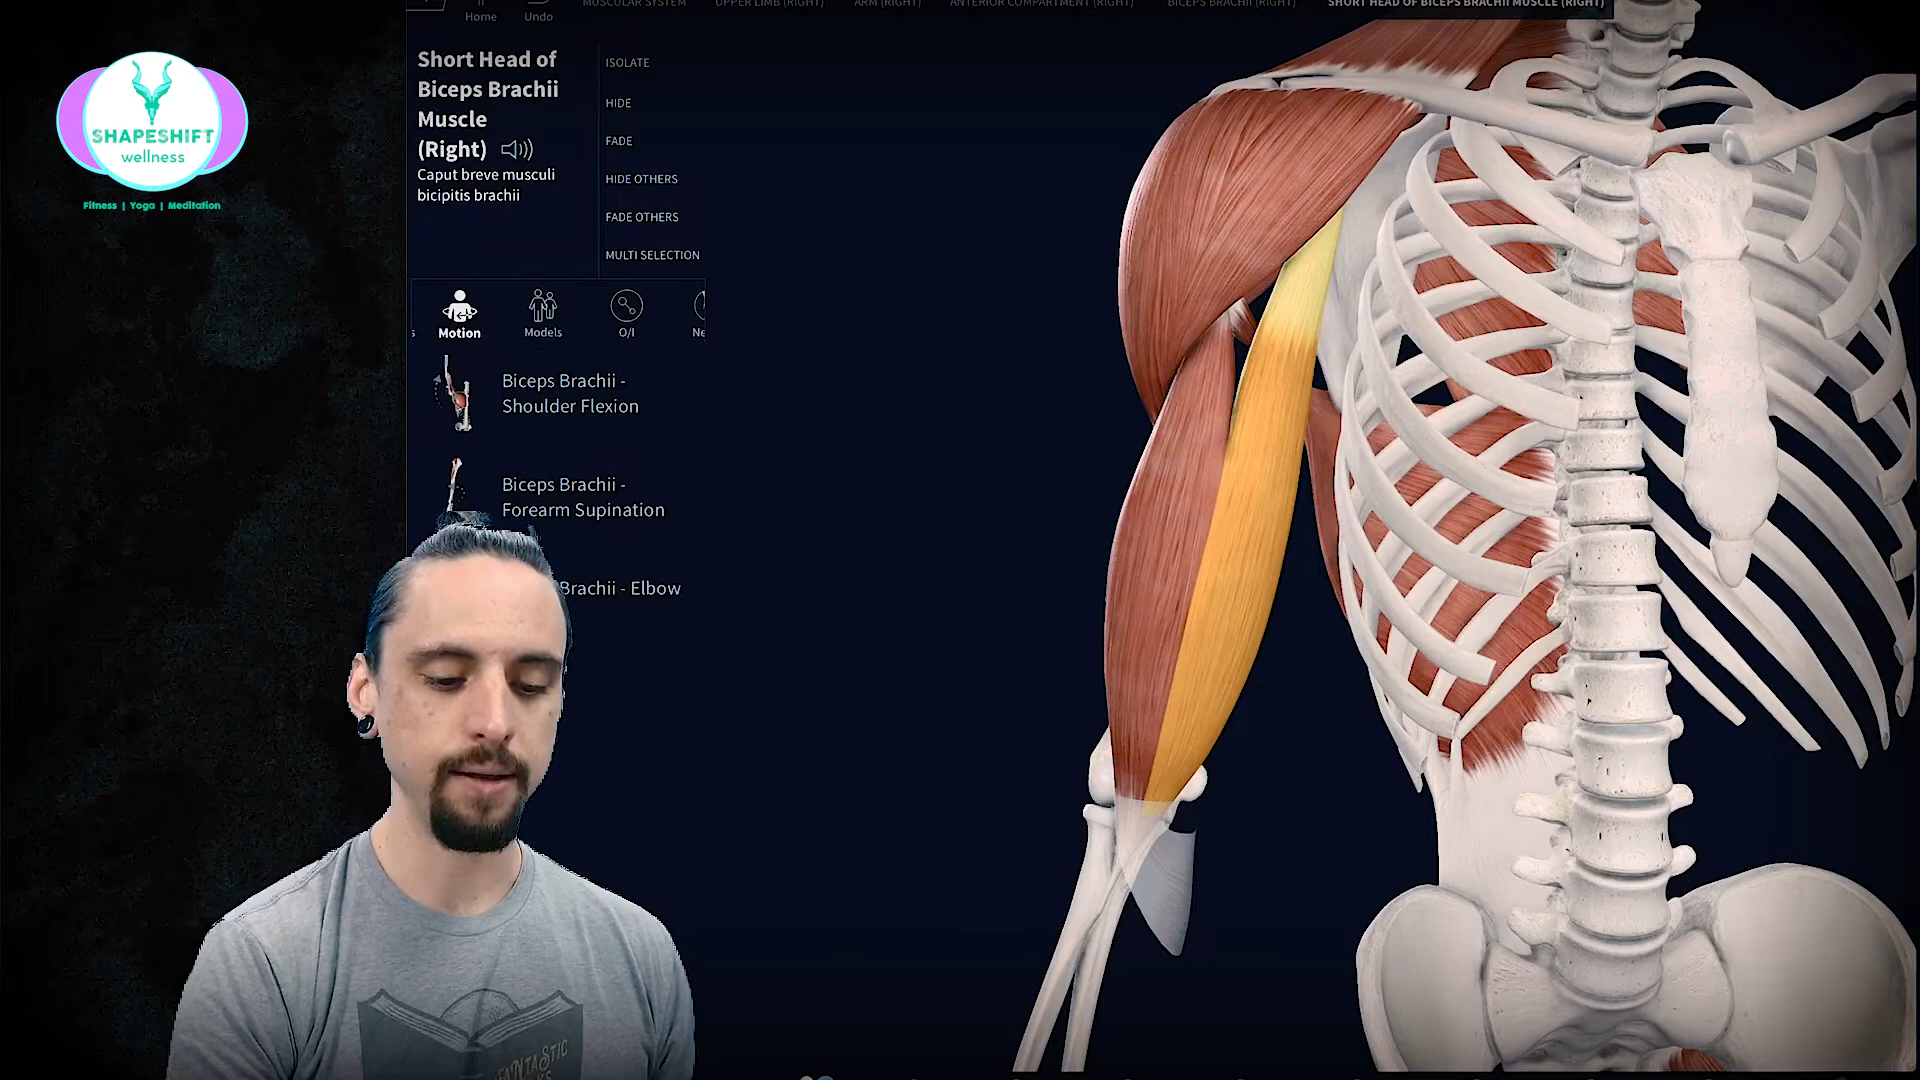 Home
Undo
MUSCULAR SYSTEM
UPPER LIMB (RIGHT)
ARM (RIGHT)
ANTERIOR COMPARTMENT (RIGHT)
BICEPS BRACHII (RIGHT)
SHORT HEAD OF BICEPS BRACHII MUSCLE (RIGHT)
SHAPESHIFT
wellness
Fitness | Yoga | Meditation
Short Head of
Biceps Brachii
Muscle
(Right)
Caput breve musculi
bicipitis brachii
ISOLATE
HIDE
FADE
HIDE OTHERS
FADE OTHERS
MULTI SELECTION
Motion
Models
O/I
Biceps Brachii -
Shoulder Flexion
Biceps Brachii -
Forearm Supination
Brachii - Elbow